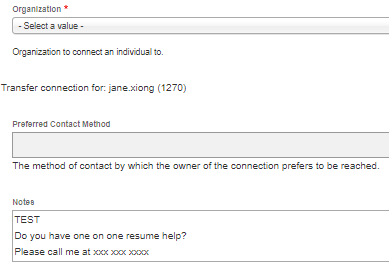 Organization *
- Select a value -
Organization to connect an individual to.
Transfer connection for: jane.xiong (1270)
Preferred Contact Method
The method of contact by which the owner of the connection prefers to be reached.
Notes
TEST
Do you have one on one resume help?
Please call me at xxx xxx xxxx